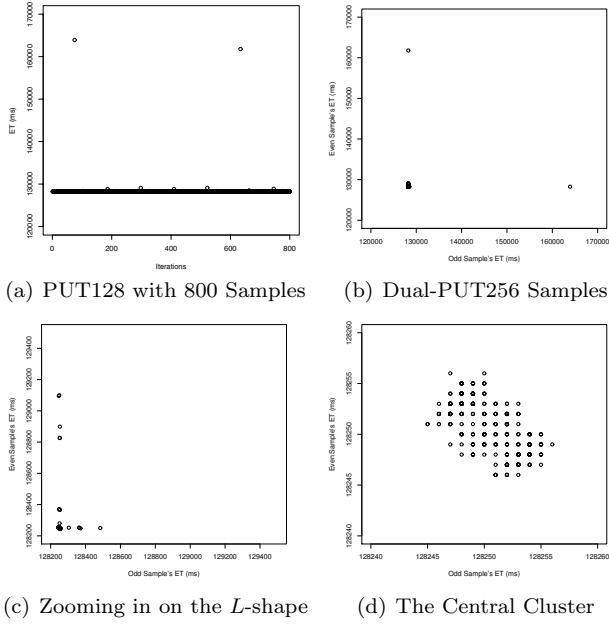 170000
160000
150000
140000
130000
120000
ET (ms)
0 200 400 600 800
Iterations
(a) PUT128 with 800 Samples
170000
160000
150000
140000
130000
120000
Even Sample's ET (ms)
120000 130000 140000 150000 160000 170000
Odd Sample's ET (ms)
(b) Dual-PUT256 Samples
129400
129200
129000
128800
128600
128400
128200
Even Sample's ET (ms)
128200 128400 128600 128800 129000 129200 129400
Odd Sample's ET (ms)
(c) Zooming in on the L-shape
128260
128255
128250
128245
128240
Even Sample's ET (ms)
128240 128245 128250 128255 128260
Odd Sample's ET (ms)
(d) The Central Cluster